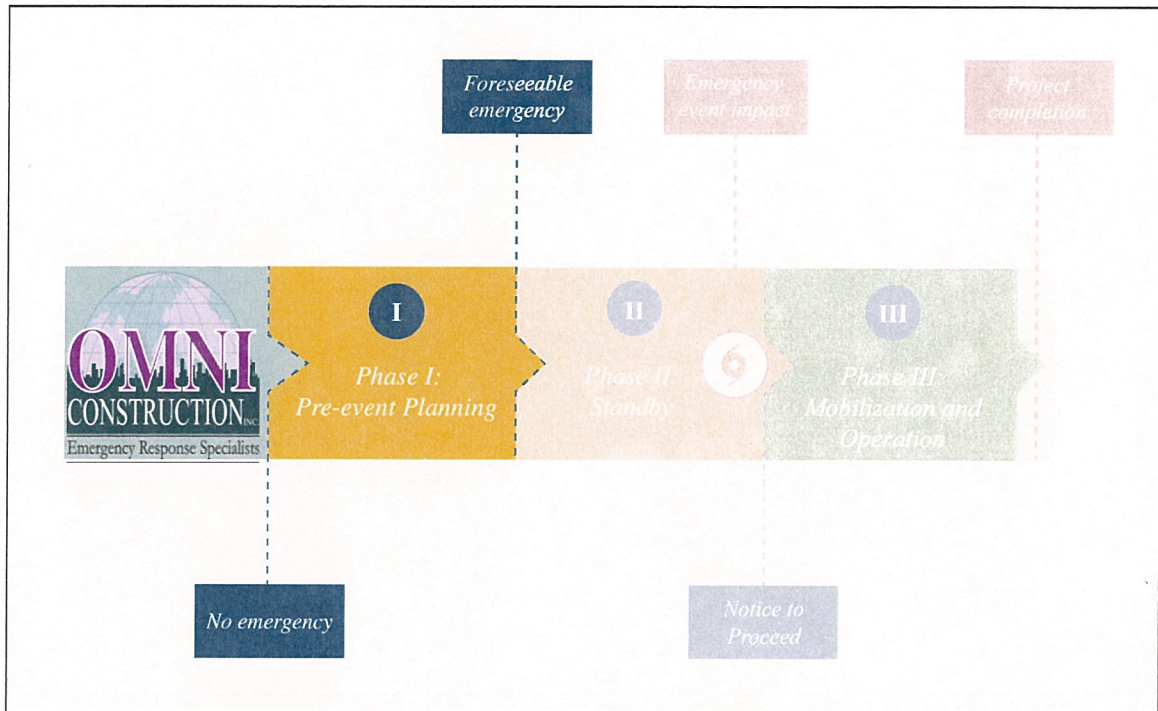 Foreseeable
emergency
Emergency
event impact
Project
completion
OMNI
CONSTRUCTION INC.
Emergency Response Specialists
I
Phase I:
Pre-event Planning
II
Phase II
Standby
III
Phase III:
Mobilization and
Operation
No emergency
Notice to
Proceed